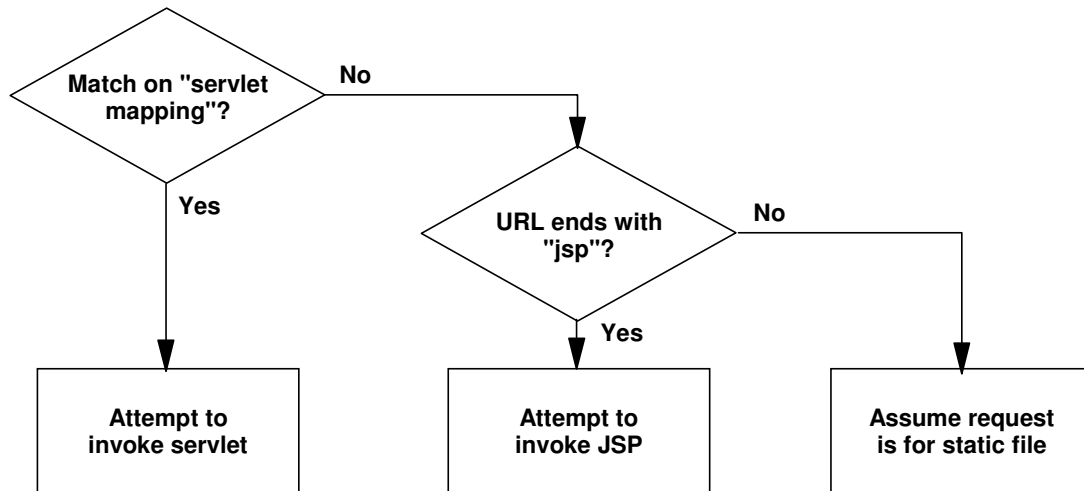 Match on "servlet
mapping"?
No
Yes
URL ends with
"jsp"?
No
Yes
Attempt to
invoke servlet
Attempt to
invoke JSP
Assume request
is for static file